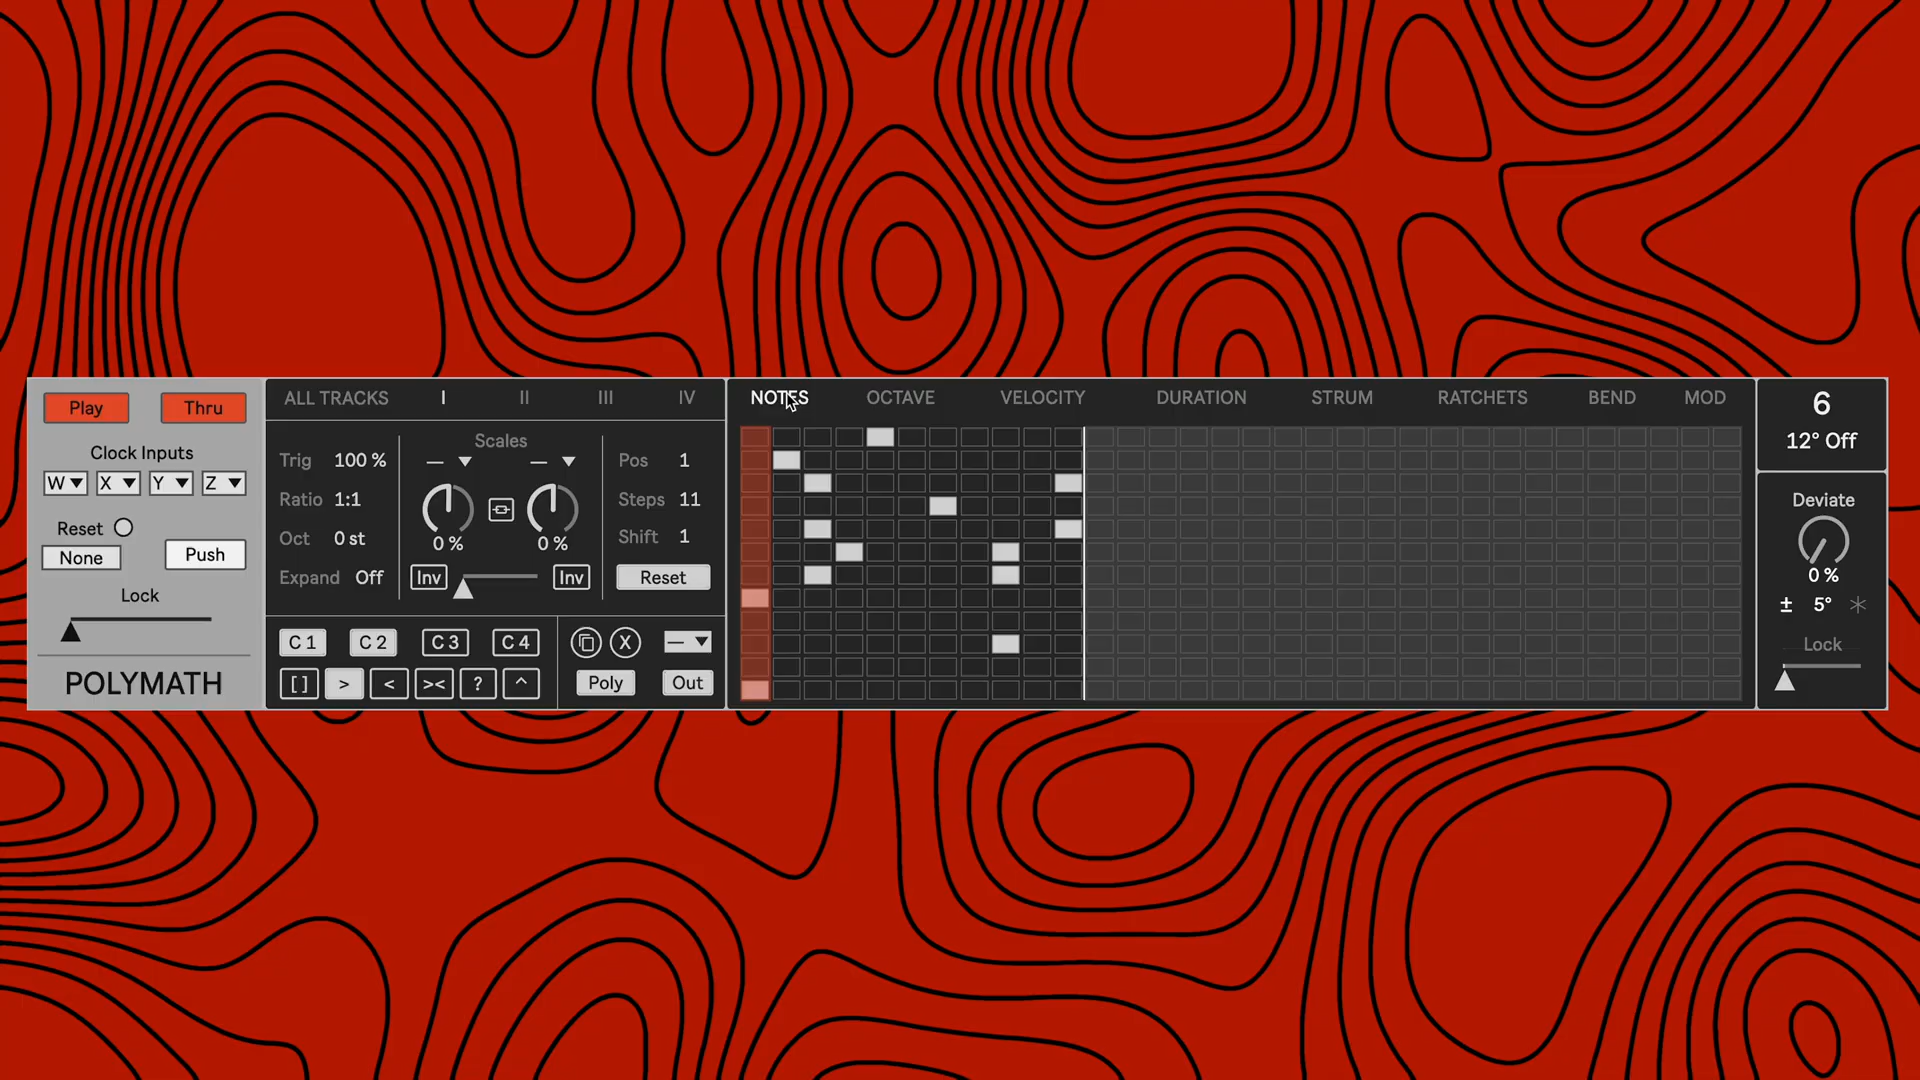 Play Thru
Clock Inputs
W X Y Z
Reset
None Push
Lock
POLYMATH
ALL TRACKS I II III IV
Trig 100 %
Ratio 1:1
Oct 0 st
Expand Off
Scales
— —
0 % 0 %
Inv Inv
Pos 1
Steps 11
Shift 1
Reset
C 1 C 2 C 3 C 4
[ ] > < >< ? ^
X —
Poly Out
NOTES OCTAVE VELOCITY DURATION STRUM RATCHETS BEND MOD
6
12° Off
Deviate
0 %
± 5°
Lock